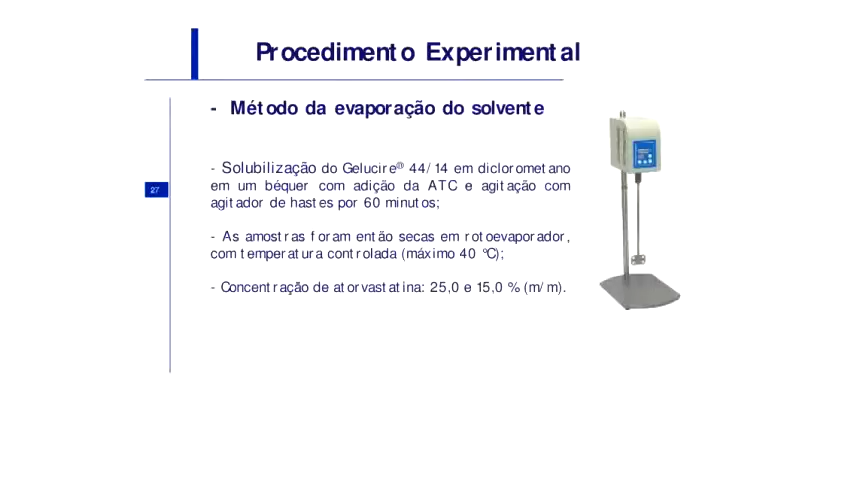 Procedimento Experimental
- Método da evaporação do solvente
- Solubilização do Gelucire® 44/14 em diclorometano
em um béquer com adição da ATC e agitação com
agitador de hastes por 60 minutos;
27
- As amostras foram então secas em rotoevaporador,
com temperatura controlada (máximo 40 °C);
- Concentração de atorvastatina: 25,0 e 15,0 % (m/m).